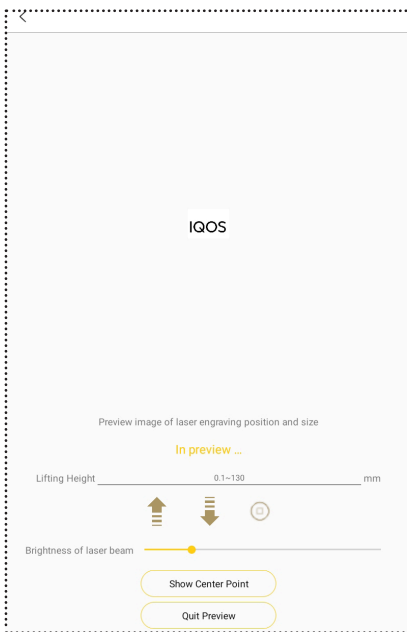 IQOS
Preview image of laser engraving position and size
In preview ...
Lifting Height 0.1~130 mm
Brightness of laser beam
Show Center Point
Quit Preview